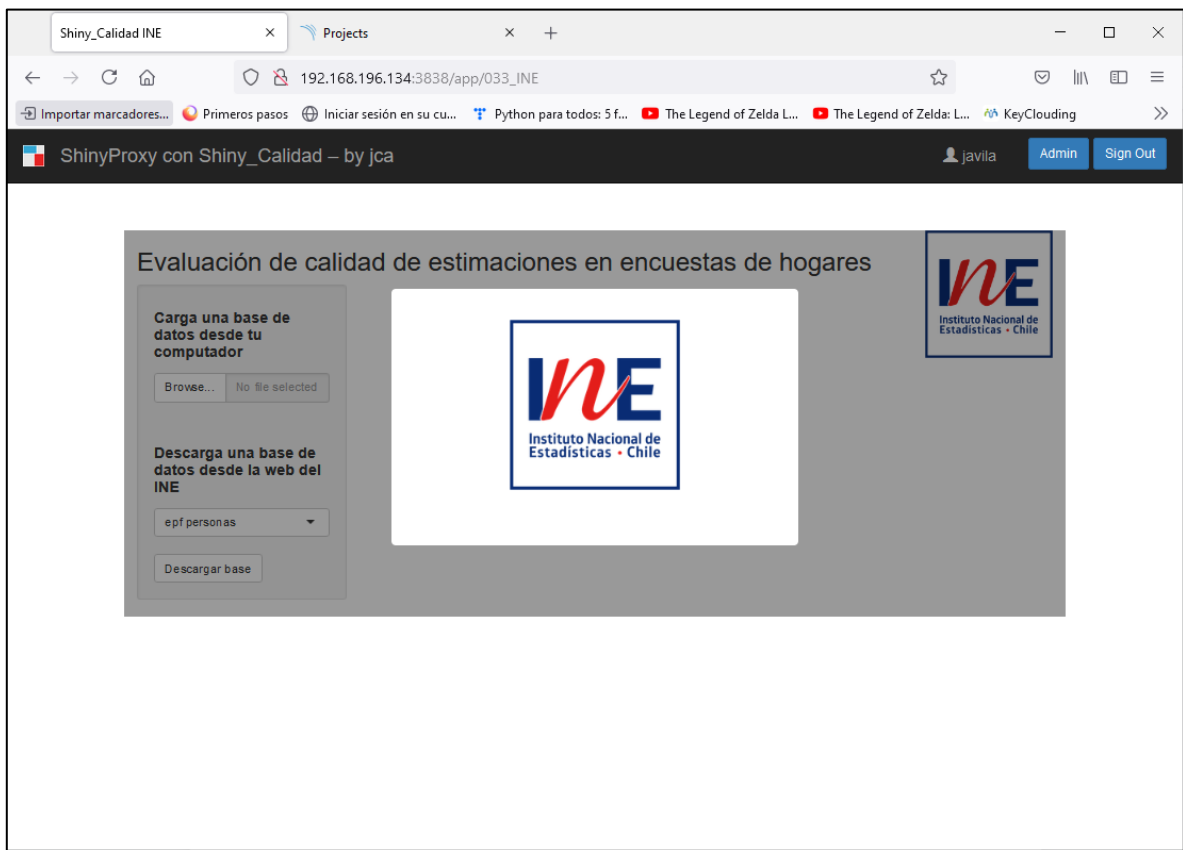 Shiny_Calidad INE
Projects
192.168.196.134:3838/app/033_INE
Importar marcadores...
Primeros pasos
Iniciar sesión en su cu...
Python para todos: 5 f...
The Legend of Zelda L...
The Legend of Zelda: L...
KeyClouding
ShinyProxy con Shiny_Calidad – by jca
javila
Admin
Sign Out
Evaluación de calidad de estimaciones en encuestas de hogares
INE
Instituto Nacional de
Estadísticas • Chile
Carga una base de
datos desde tu
computador
Browse...
No file selected
INE
Instituto Nacional de
Estadísticas • Chile
Descarga una base de
datos desde la web del
INE
epf personas
Descargar base